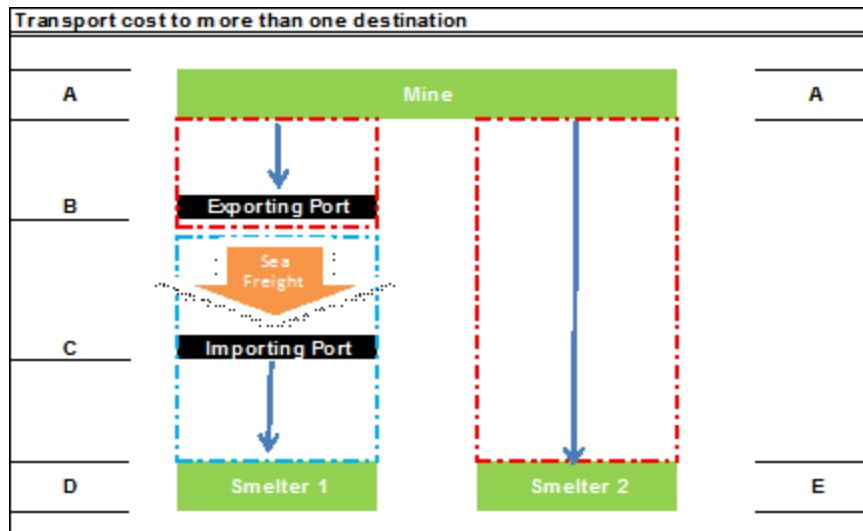 Transport cost to more than one destination
A
Mine
A
B
Exporting Port
Sea
Freight
C
Importing Port
D
Smelter 1
Smelter 2
E